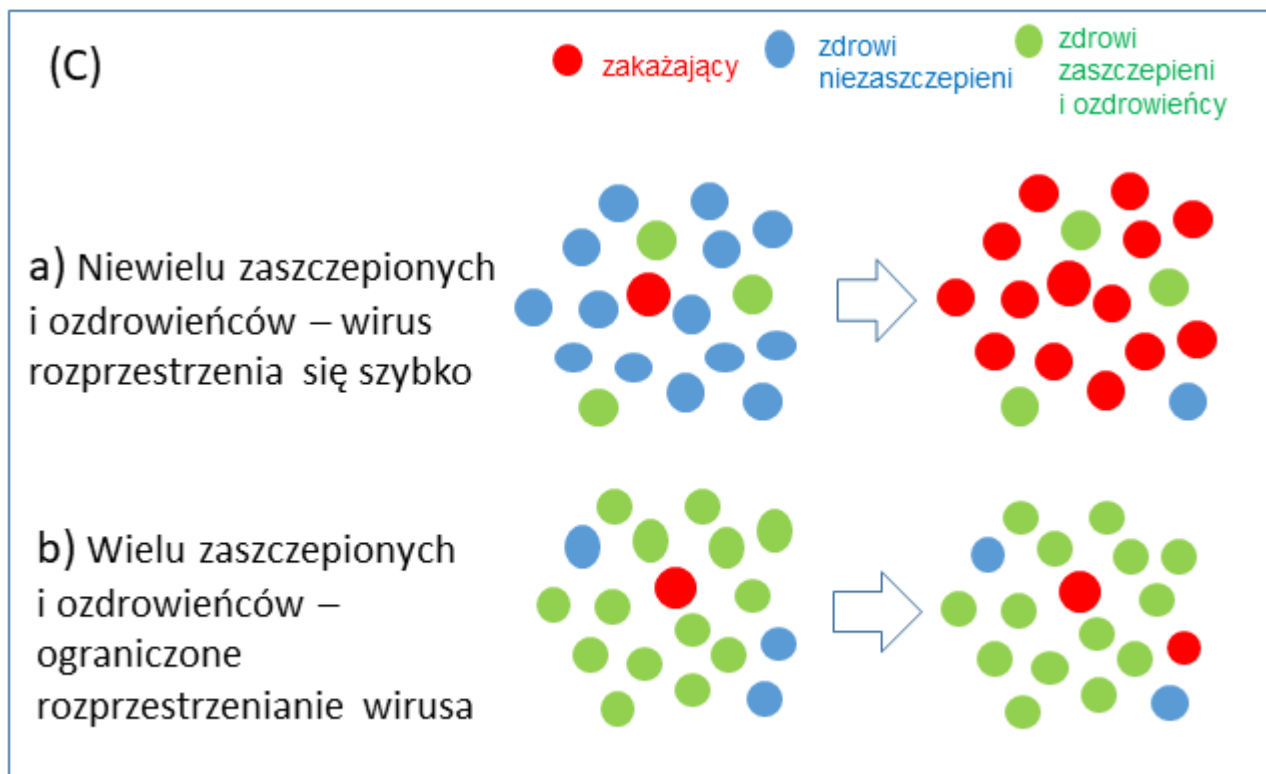 (C)
zakażający
zdrowi
niezaszczepieni
zdrowi
zaszczepieni
i ozdrowieńcy
a) Niewielu zaszczepionych
i ozdrowieńców – wirus
rozprzestrzenia się szybko
b) Wielu zaszczepionych
i ozdrowieńców –
ograniczone
rozprzestrzenianie wirusa